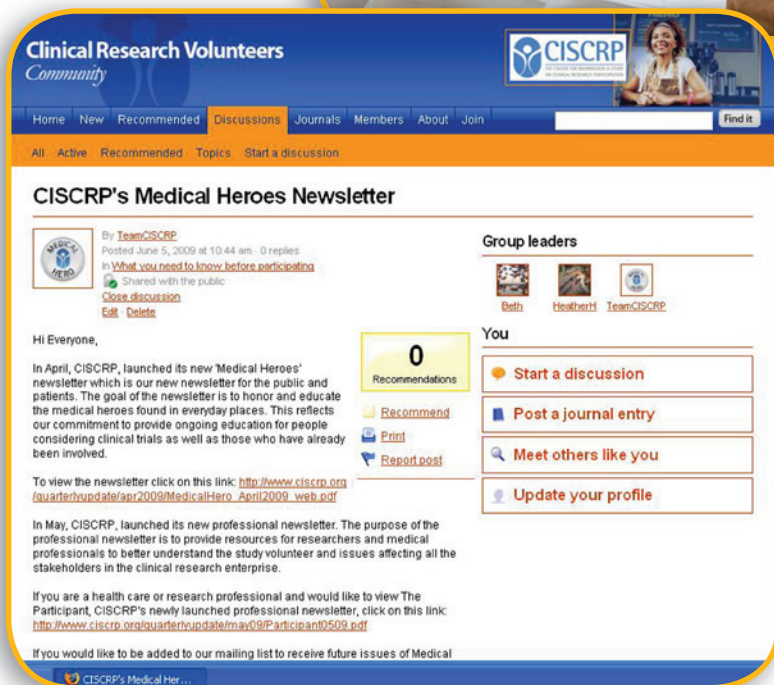 Clinical Research Volunteers
Community
CISCRP
THE CENTER FOR INFORMATION & STUDY
ON CLINICAL RESEARCH PARTICIPATION
Home New Recommended Discussions Journals Members About Join
Find it
All Active Recommended Topics Start a discussion
CISCRP's Medical Heroes Newsletter
MEDICAL
HERO
By TeamCISCRP
Posted June 5, 2009 at 10:44 am · 0 replies
In What you need to know before participating
Shared with the public
Close discussion
Edit · Delete
Hi Everyone,
In April, CISCRP, launched its new 'Medical Heroes'
newsletter which is our new newsletter for the public and
patients. The goal of the newsletter is to honor and educate
the medical heroes found in everyday places. This reflects
our commitment to provide ongoing education for people
considering clinical trials as well as those who have already
been involved.
To view the newsletter click on this link: http://www.ciscrp.org
/quarterlyupdate/apr2009/MedicalHero_April2009_web.pdf
In May, CISCRP, launched its new professional newsletter. The purpose of the
professional newsletter is to provide resources for researchers and medical
professionals to better understand the study volunteer and issues affecting all the
stakeholders in the clinical research enterprise.
If you are a health care or research professional and would like to view The
Participant, CISCRP's newly launched professional newsletter, click on this link:
http://www.ciscrp.org/quarterlyupdate/may09/Participant0509.pdf
If you would like to be added to our mailing list to receive future issues of Medical
0
Recommendations
Recommend
Print
Report post
Group leaders
Beth HeatherH TeamCISCRP
You
Start a discussion
Post a journal entry
Meet others like you
Update your profile
CISCRP's Medical Her...